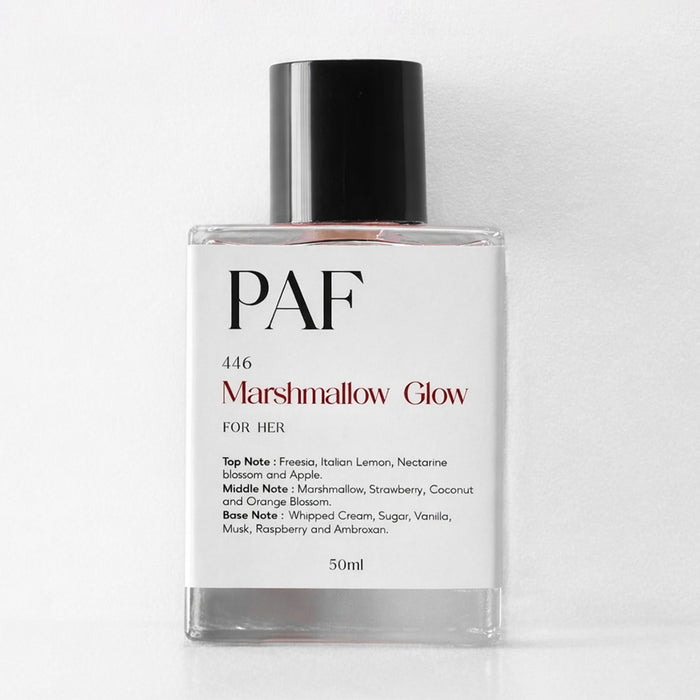 PAF
446
Marshmallow Glow
FOR HER
Top Note : Freesia, Italian Lemon, Nectarine
blossom and Apple.
Middle Note : Marshmallow, Strawberry, Coconut
and Orange Blossom.
Base Note : Whipped Cream, Sugar, Vanilla,
Musk, Raspberry and Ambroxan.
50ml